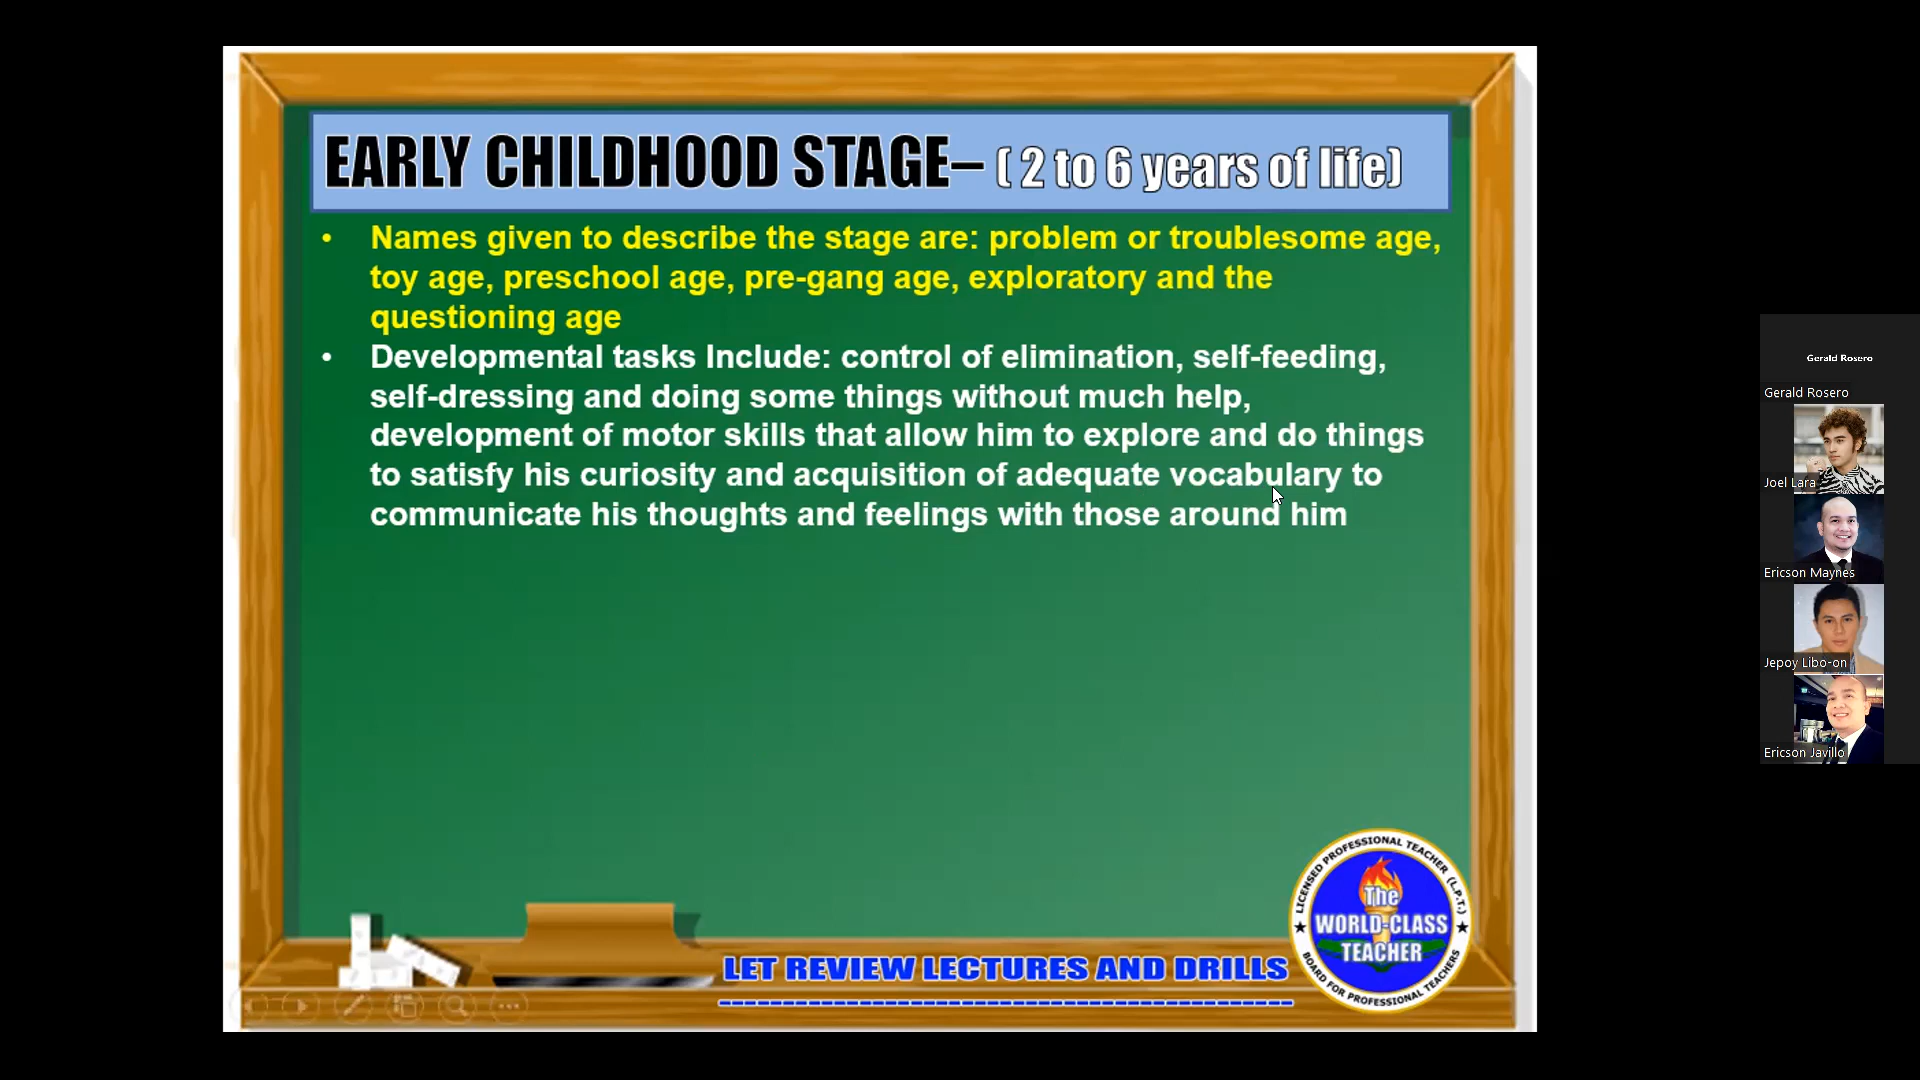 EARLY CHILDHOOD STAGE– ( 2 to 6 years of life)
• Names given to describe the stage are: problem or troublesome age,
toy age, preschool age, pre-gang age, exploratory and the
questioning age
• Developmental tasks Include: control of elimination, self-feeding,
self-dressing and doing some things without much help,
development of motor skills that allow him to explore and do things
to satisfy his curiosity and acquisition of adequate vocabulary to
communicate his thoughts and feelings with those around him
LET REVIEW LECTURES AND DRILLS
LICENSED PROFESSIONAL TEACHER (L.P.T.)
The
WORLD-CLASS
TEACHER
BOARD FOR PROFESSIONAL TEACHERS
Gerald Rosero
Gerald Rosero
Joel Lara
Ericson Maynes
Jepoy Libo-on
Ericson Javillo